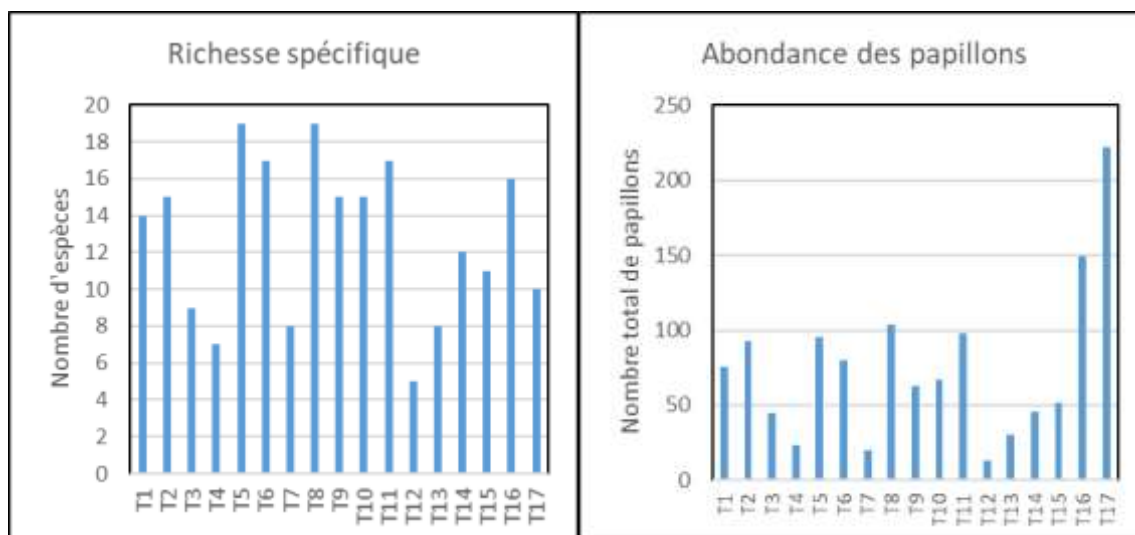 Richesse spécifique
Nombre d'espèces
20
18
16
14
12
10
8
6
4
2
0
T1 T2 T3 T4 T5 T6 T7 T8 T9 T10 T11 T12 T13 T14 T15 T16 T17
Abondance des papillons
Nombre total de papillons
250
200
150
100
50
0
T1 T2 T3 T4 T5 T6 T7 T8 T9 T10 T11 T12 T13 T14 T15 T16 T17